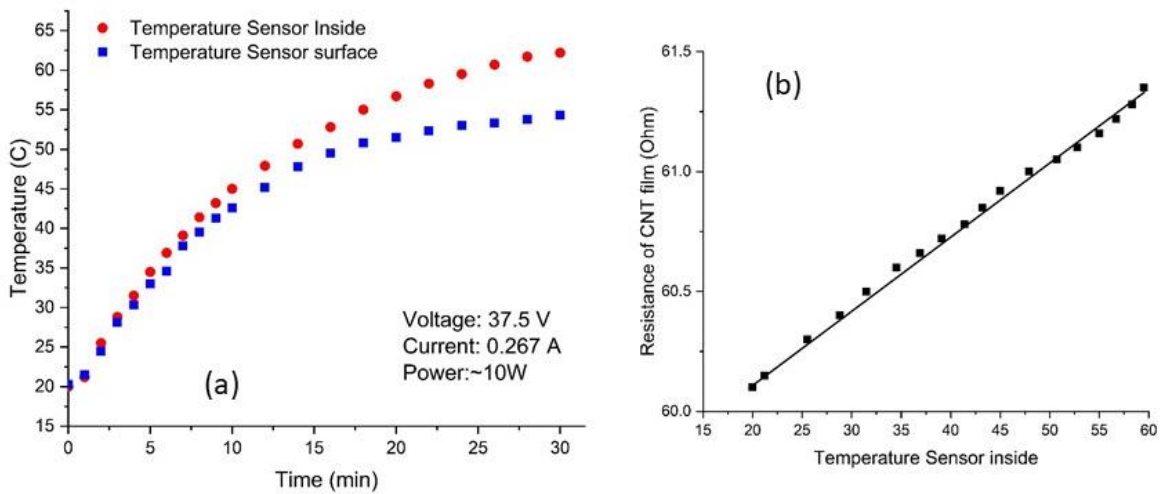 Temperature Sensor Inside
Temperature Sensor surface
65
60
55
50
45
40
35
30
25
20
15
Temperature (C)
Voltage: 37.5 V
Current: 0.267 A
Power:~10W
(a)
0 5 10 15 20 25 30
Time (min)
61.5
61.0
60.5
60.0
Resistance of CNT film (Ohm)
(b)
15 20 25 30 35 40 45 50 55 60
Temperature Sensor inside